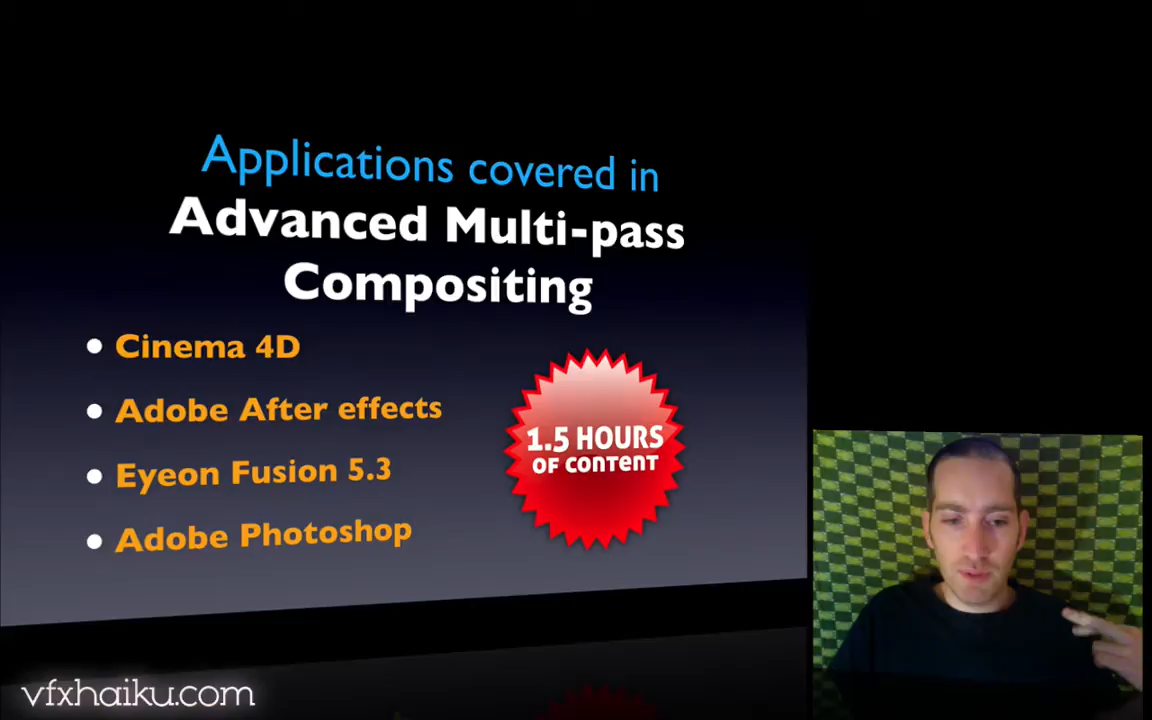 Applications covered in
Advanced Multi-pass
Compositing
• Cinema 4D
• Adobe After effects
• Eyeon Fusion 5.3
• Adobe Photoshop
1.5 HOURS
OF CONTENT
vfxhaiku.com